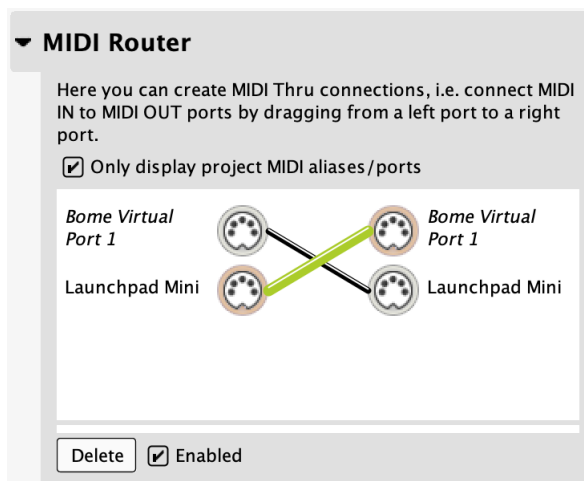 MIDI Router
Here you can create MIDI Thru connections, i.e. connect MIDI
IN to MIDI OUT ports by dragging from a left port to a right
port.
Only display project MIDI aliases/ports
Bome Virtual
Port 1
Bome Virtual
Port 1
Launchpad Mini
Launchpad Mini
Delete
Enabled